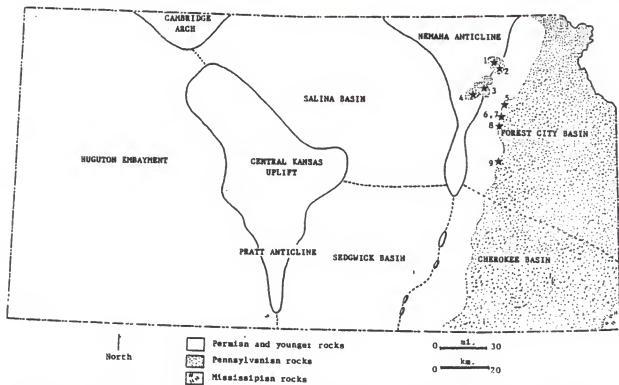 CAMBRIDGE
ARCH
NEMAHA ANTICLINE
1
2
3
4
SALINA BASIN
5
6,7
8
FOREST CITY BASIN
HUGUTON EMBAYMENT
CENTRAL KANSAS
UPLIFT
9
PRATT ANTICLINE
SEDGWICK BASIN
CHEROKEE BASIN
North
Permian and younger rocks
Pennsylvanian rocks
Mississipian rocks
0 mi. 30
0 km. 20